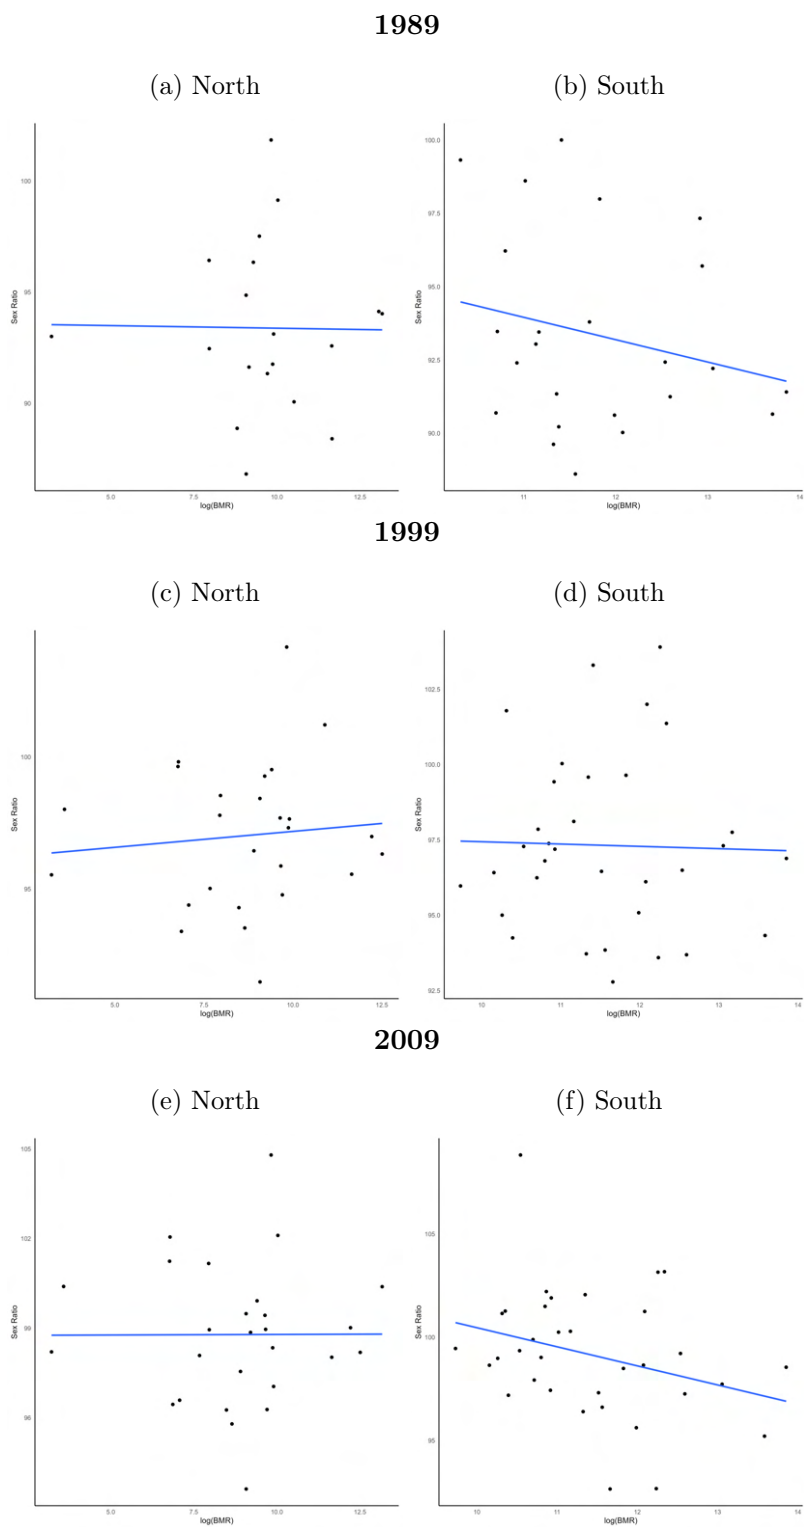 1989
(a) North
(b) South
100
95
90
Sex Ratio
5.0 7.5 10.0 12.5
log(BMR)
100.0
97.5
95.0
92.5
90.0
Sex Ratio
11 12 13 14
log(BMR)
1999
(c) North
(d) South
100
95
Sex Ratio
5.0 7.5 10.0 12.5
log(BMR)
102.5
100.0
97.5
95.0
92.5
Sex Ratio
10 11 12 13 14
log(BMR)
2009
(e) North
(f) South
105
102
99
96
Sex Ratio
5.0 7.5 10.0 12.5
log(BMR)
105
100
95
Sex Ratio
10 11 12 13 14
log(BMR)